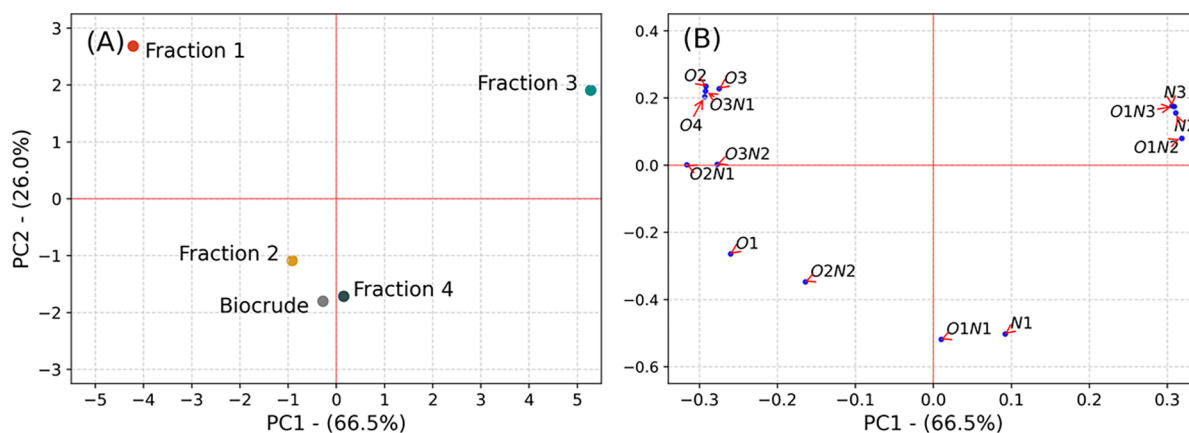 (A)
Fraction 1
Fraction 3
Fraction 2
Biocrude
Fraction 4
PC2 - (26.0%)
3
2
1
0
−1
−2
−3
−5
−4
−3
−2
−1
0
1
2
3
4
5
PC1 - (66.5%)
(B)
0.4
0.2
0.0
−0.2
−0.4
−0.6
O2
O3
O3N1
O4
O3N2
O2N1
O1
O2N2
O1N1
N1
N3
O1N3
O1N2
−0.3
−0.2
−0.1
0.0
0.1
0.2
0.3
PC1 - (66.5%)